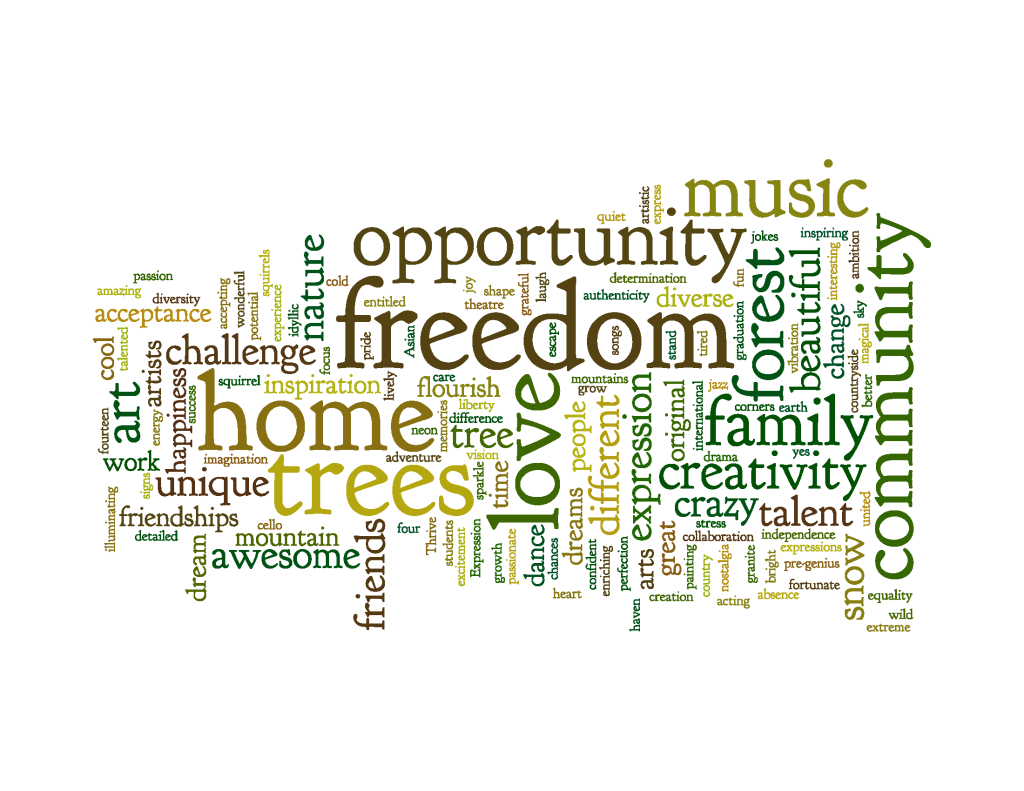 music
artistic
express
quiet
opportunity
community
jokes
inspiring
nature
squirrels
passion
amazing
diversity
acceptance
accepting
wonderful
potential
experience
idyllic
cold
entitled
freedom
joy
shape
theatre
grateful
laugh
determination
authenticity
diverse
fun
forest
beautiful
interesting
ambition
graduation
vibration
change
sky
magical
countryside
better
cool
talented
artists
challenge
focus
pride
Asian
escape
songs
stand
tired
art
happiness
success
squirrel
inspiration
lively
care
flourish
liberty
difference
love
mountains
grow
people
different
expression
original
international
jazz
corners
earth
family
yes
drama
fourteen
energy
home
memories
neon
tree
adventure
vision
work
imagination
signs
unique
trees
sparkle
time
creativity
crazy
talent
united
illuminating
friendships
detailed
cello
mountain
awesome
dream
friends
four
Thrive
students
excitement
Expression
growth
passionate
dance
chances
dreams
confident
enriching
perfection
heart
haven
arts
great
stress
collaboration
independence
painting
country
nostalgia
granite
bright
expressions
pre-genius
fortunate
creation
acting
absence
snow
equality
wild
extreme